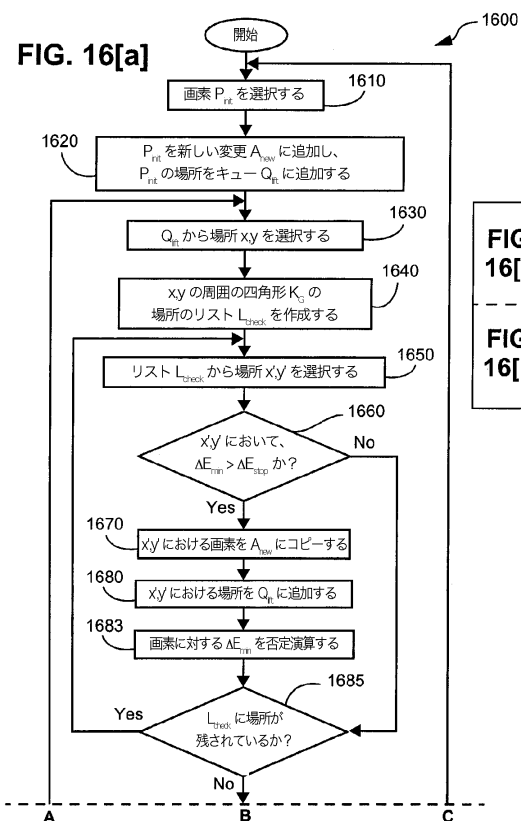 FIG. 16[a]
開始
1600
画素 Pinit を選択する
1610
1620
Pinit を新しい変更 Anew に追加し、
Pinit の場所をキュー Qift に追加する
Qift から場所 x,y を選択する
1630
x,y の周囲の四角形 KG の
場所のリスト Lcheck を作成する
1640
リスト Lcheck から場所 x',y' を選択する
1650
x',y' において、
ΔEmin > ΔEstop か?
1660
No
Yes
1670
x',y' における画素を Anew にコピーする
1680
x',y' における場所を Qift に追加する
1683
画素に対する ΔEmin を否定演算する
Lcheck に場所が
残されているか?
1685
Yes
No
A
B
C
16[
16[